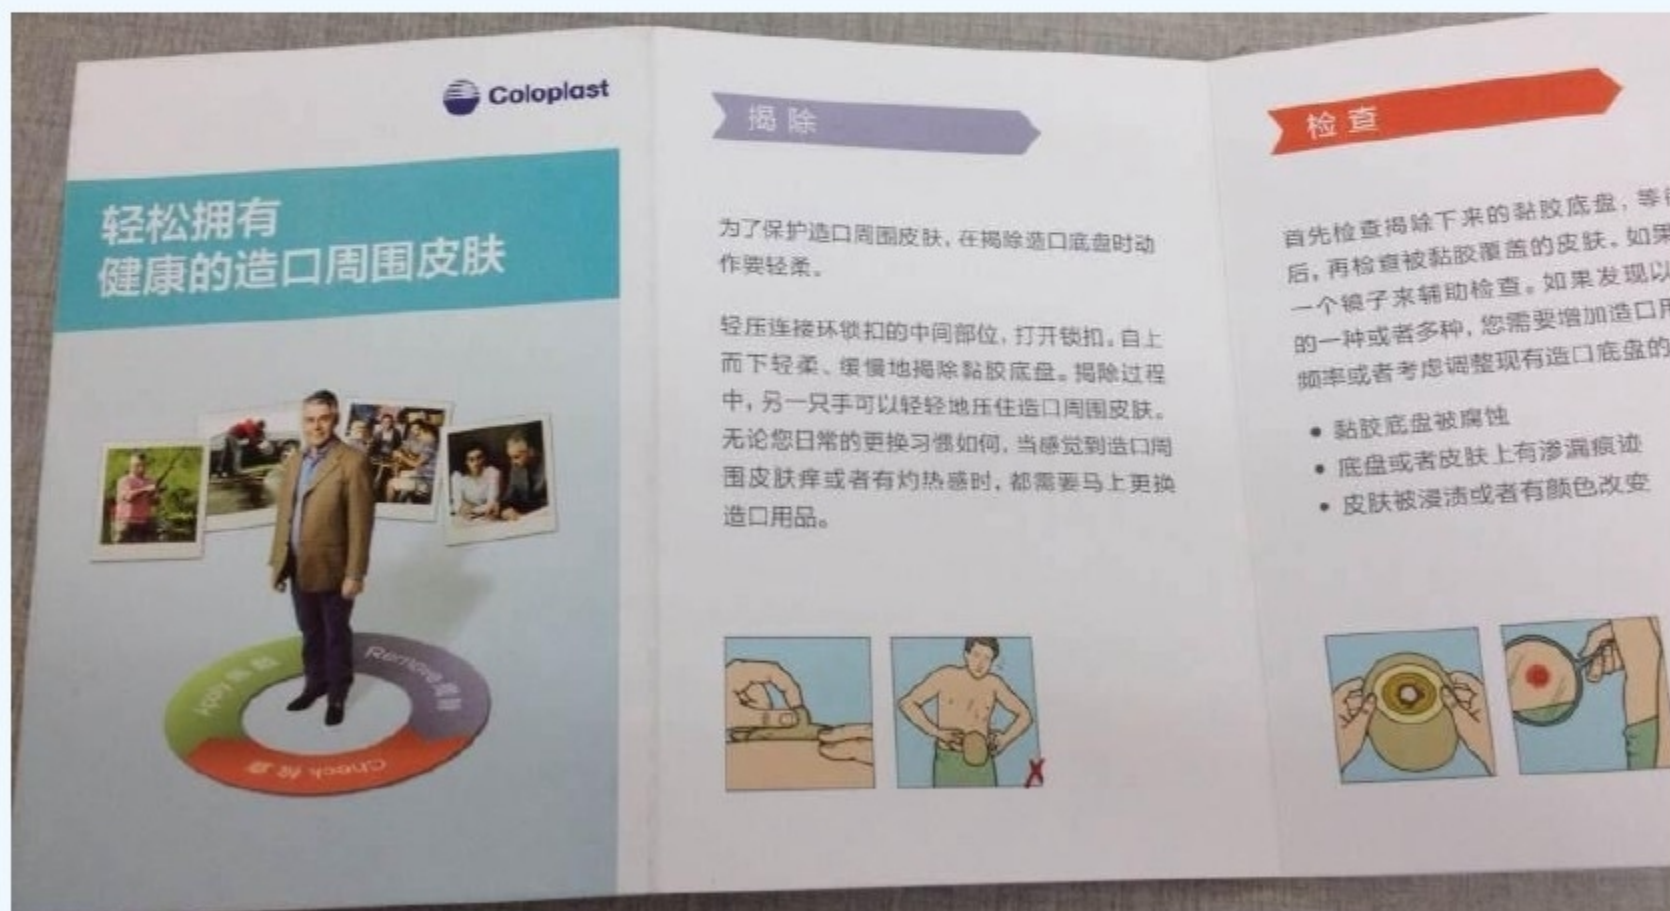 Coloplast
轻松拥有
健康的造口周围皮肤
Remove 揭除
Check 检查
Apply 粘贴
揭除
为了保护造口周围皮肤，在揭除造口底盘时动
作要轻柔。
轻压连接环锁扣的中间部位，打开锁扣。自上
而下轻柔、缓慢地揭除黏胶底盘。揭除过程
中，另一只手可以轻轻地压住造口周围皮肤。
无论您日常的更换习惯如何，当感觉到造口周
围皮肤痒或者有灼热感时，都需要马上更换
造口用品。
检查
首先检查揭除下来的黏胶底盘，等
后，再检查被黏胶覆盖的皮肤。如果
一个镜子来辅助检查。如果发现以
的一种或者多种，您需要增加造口用
频率或者考虑调整现有造口底盘的
• 黏胶底盘被腐蚀
• 底盘或者皮肤上有渗漏痕迹
• 皮肤被浸渍或者有颜色改变